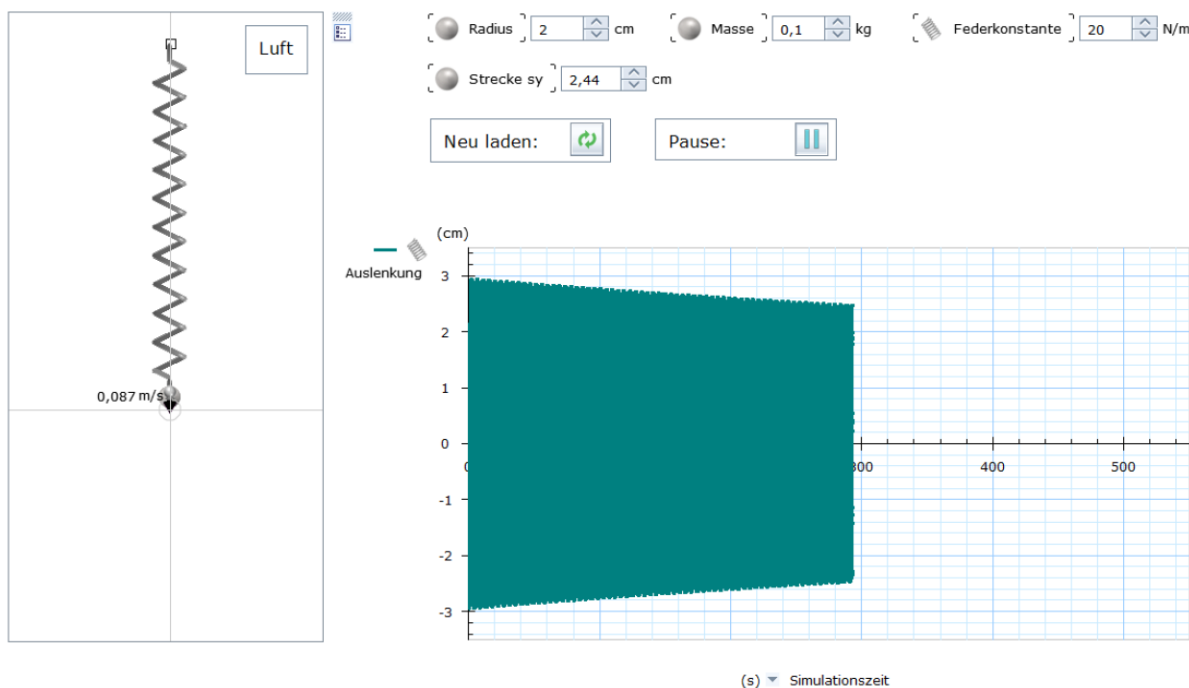 Luft
0,087 m/s
Radius 2 cm Masse 0,1 kg Federkonstante 20 N/m
Strecke sy 2,44 cm
Neu laden: Pause:
(cm)
Auslenkung
3
2
1
0
-1
-2
-3
0 300 400 500
(s) Simulationszeit